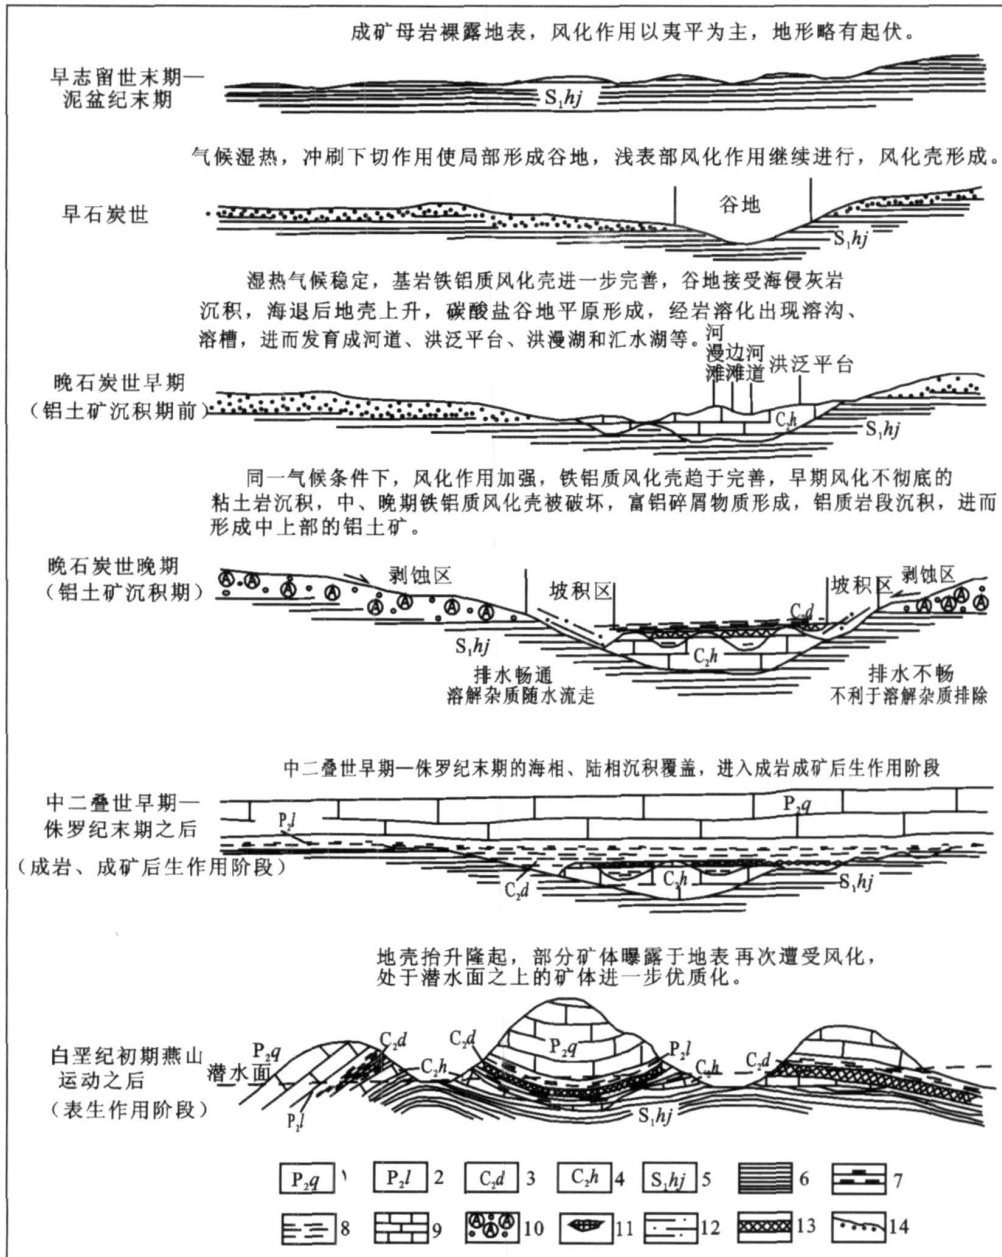 成矿母岩裸露地表，风化作用以夷平为主，地形略有起伏。
早志留世末期—
泥盆纪末期
S₁hj
气候湿热，冲刷下切作用使局部形成谷地，浅表部风化作用继续进行，风化壳形成。
早石炭世
谷地
S₁hj
湿热气候稳定，基岩铁铝质风化壳进一步完善，谷地接受海侵灰岩
沉积，海退后地壳上升，碳酸盐谷地平原形成，经岩溶化出现溶沟、
溶槽，进而发育成河道、洪泛平台、洪漫湖和汇水湖等。
河漫滩
边滩
河道
洪泛平台
晚石炭世早期
（铝土矿沉积期前）
C₂h
S₁hj
同一气候条件下，风化作用加强，铁铝质风化壳趋于完善，早期风化不彻底的
粘土岩沉积，中、晚期铁铝质风化壳被破坏，富铝碎屑物质形成，铝质岩段沉积，进而
形成中上部的铝土矿。
晚石炭世晚期
（铝土矿沉积期）
剥蚀区
坡积区
C₂d
坡积区
剥蚀区
S₁hj
C₂h
排水畅通
溶解杂质随水流走
排水不畅
不利于溶解杂质排除
中二叠世早期—侏罗纪末期的海相、陆相沉积覆盖，进入成岩成矿后生作用阶段
中二叠世早期—
侏罗纪末期之后
（成岩、成矿后生作用阶段）
P₂l
P₂q
C₂d
C₂h
S₁hj
地壳抬升隆起，部分矿体曝露于地表再次遭受风化，
处于潜水面之上的矿体进一步优质化。
白垩纪初期燕山
运动之后
（表生作用阶段）
P₂q
潜水面
C₂d
C₂h
C₂d
P₂q
P₂l
C₂h
C₂d
P₂l
S₁hj
P₂q 1 P₂l 2 C₂d 3 C₂h 4 S₁hj 5 6 7
8 9 A A A A A 10 11 12 13 14